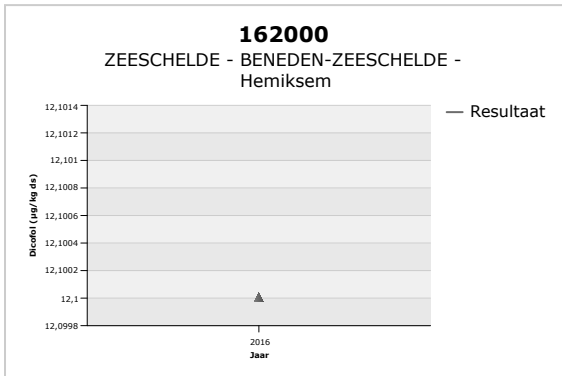 162000
ZEESCHELDE - BENEDEN-ZEESCHELDE -
Hemiksem
Resultaat
Dicofol (µg/kg ds)
12,1014
12,1012
12,101
12,1008
12,1006
12,1004
12,1002
12,1
12,0998
2016
Jaar